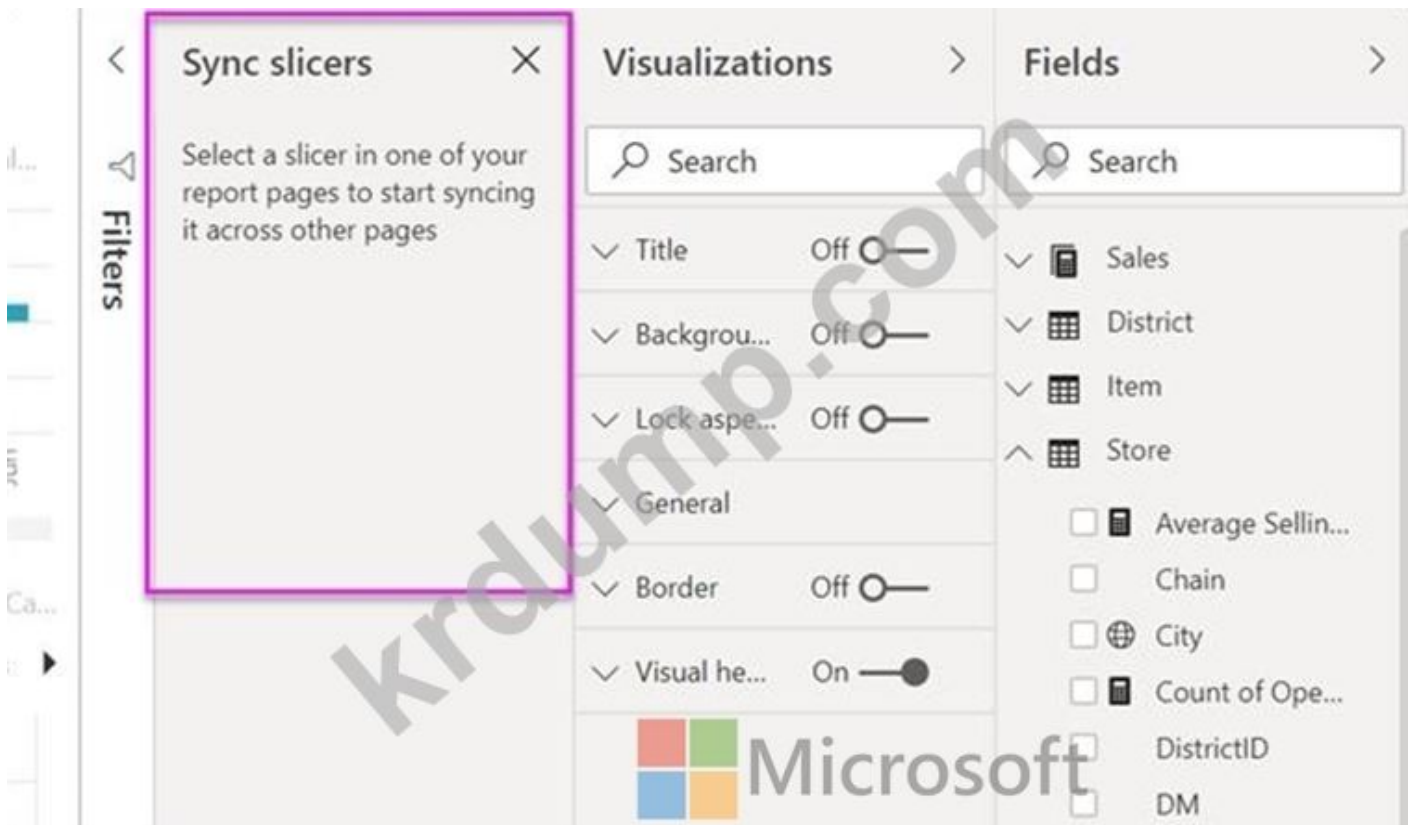 Sync slicers
Select a slicer in one of your
report pages to start syncing
it across other pages
Filters
Visualizations
Search
Title Off
Backgrou... Off
Lock aspe... Off
General
Border Off
Visual he... On
Fields
Search
Sales
District
Item
Store
Average Sellin...
Chain
City
Count of Ope...
DistrictID
DM
Ca...
krdump.com
Microsoft